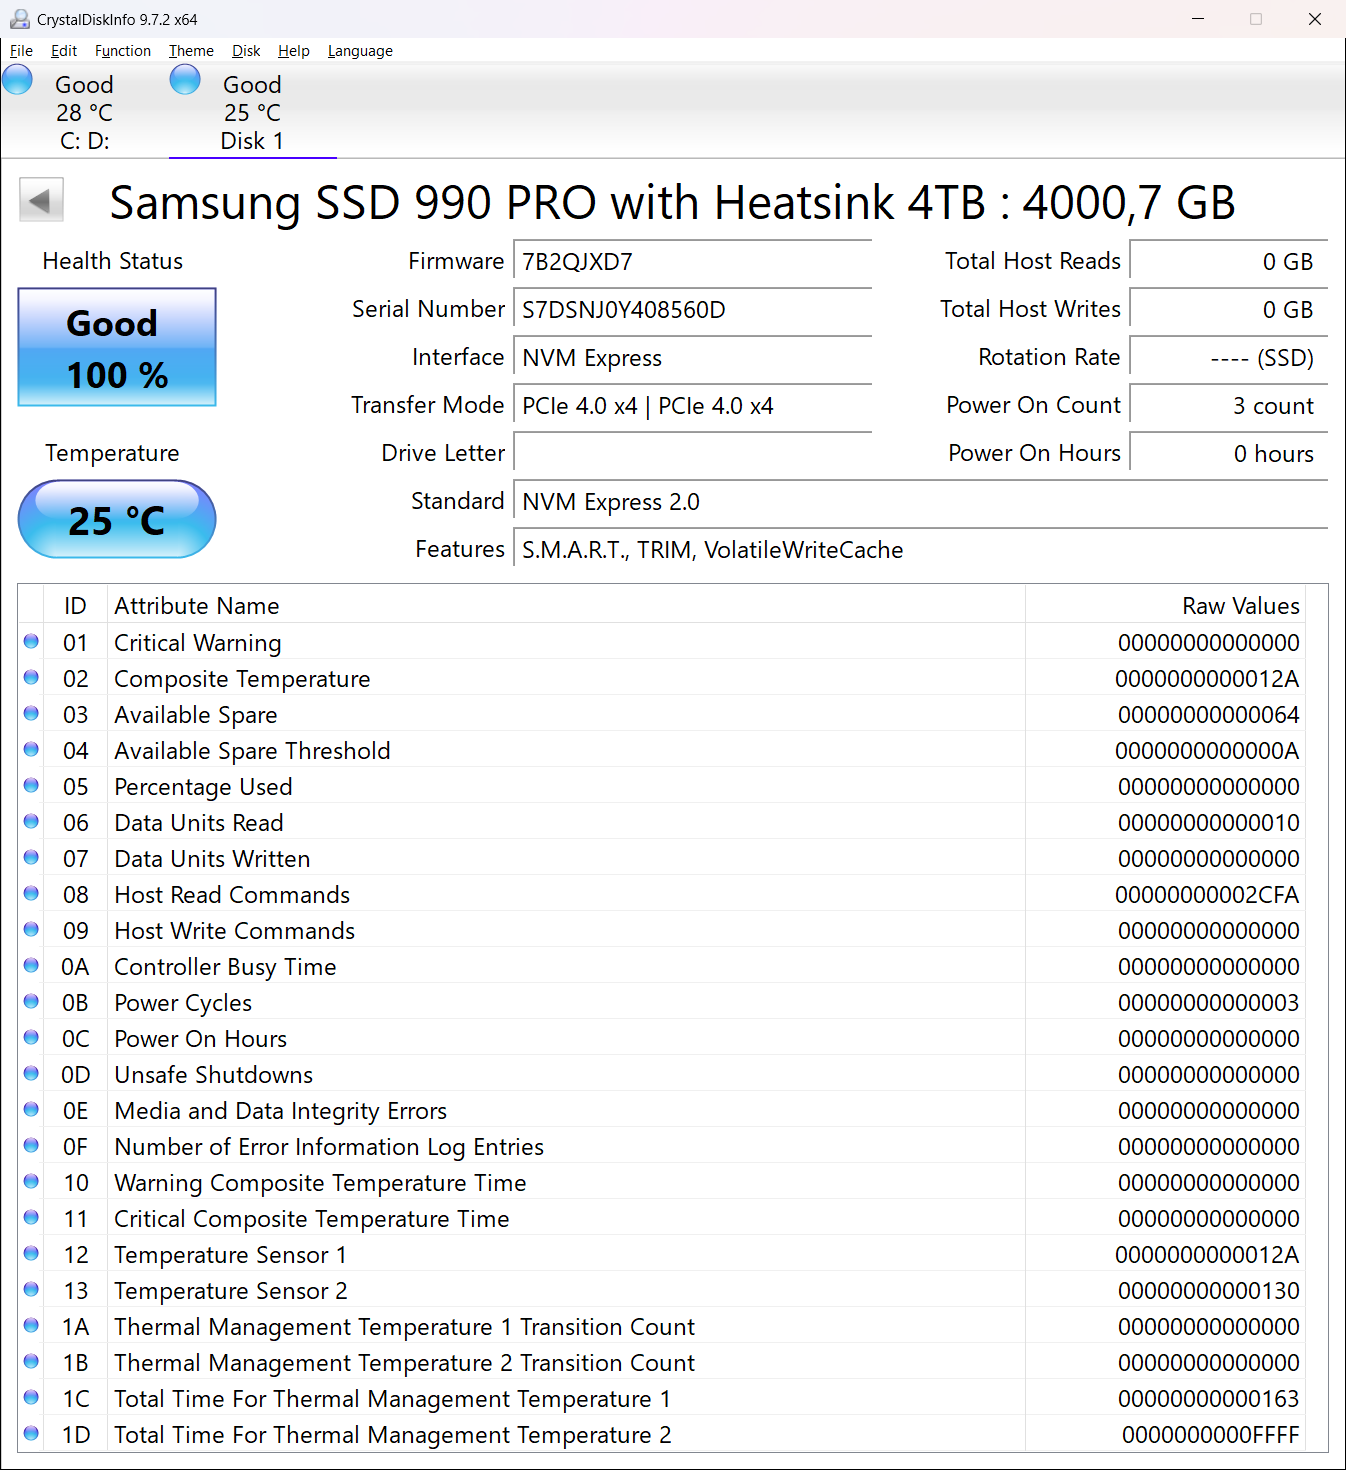 CrystalDiskInfo 9.7.2 x64
File Edit Function Theme Disk Help Language
Good Good
28 °C 25 °C
C: D: Disk 1
Samsung SSD 990 PRO with Heatsink 4TB : 4000,7 GB
Health Status
Good
100 %
Temperature
25 °C
Firmware 7B2QJXD7
Serial Number S7DSNJ0Y408560D
Interface NVM Express
Transfer Mode PCIe 4.0 x4 | PCIe 4.0 x4
Drive Letter
Standard NVM Express 2.0
Features S.M.A.R.T., TRIM, VolatileWriteCache
Total Host Reads 0 GB
Total Host Writes 0 GB
Rotation Rate ---- (SSD)
Power On Count 3 count
Power On Hours 0 hours
ID Attribute Name Raw Values
01 Critical Warning 00000000000000
02 Composite Temperature 0000000000012A
03 Available Spare 00000000000064
04 Available Spare Threshold 0000000000000A
05 Percentage Used 00000000000000
06 Data Units Read 00000000000010
07 Data Units Written 00000000000000
08 Host Read Commands 00000000002CFA
09 Host Write Commands 00000000000000
0A Controller Busy Time 00000000000000
0B Power Cycles 00000000000003
0C Power On Hours 00000000000000
0D Unsafe Shutdowns 00000000000000
0E Media and Data Integrity Errors 00000000000000
0F Number of Error Information Log Entries 00000000000000
10 Warning Composite Temperature Time 00000000000000
11 Critical Composite Temperature Time 00000000000000
12 Temperature Sensor 1 0000000000012A
13 Temperature Sensor 2 00000000000130
1A Thermal Management Temperature 1 Transition Count 00000000000000
1B Thermal Management Temperature 2 Transition Count 00000000000000
1C Total Time For Thermal Management Temperature 1 00000000000163
1D Total Time For Thermal Management Temperature 2 0000000000FFFF